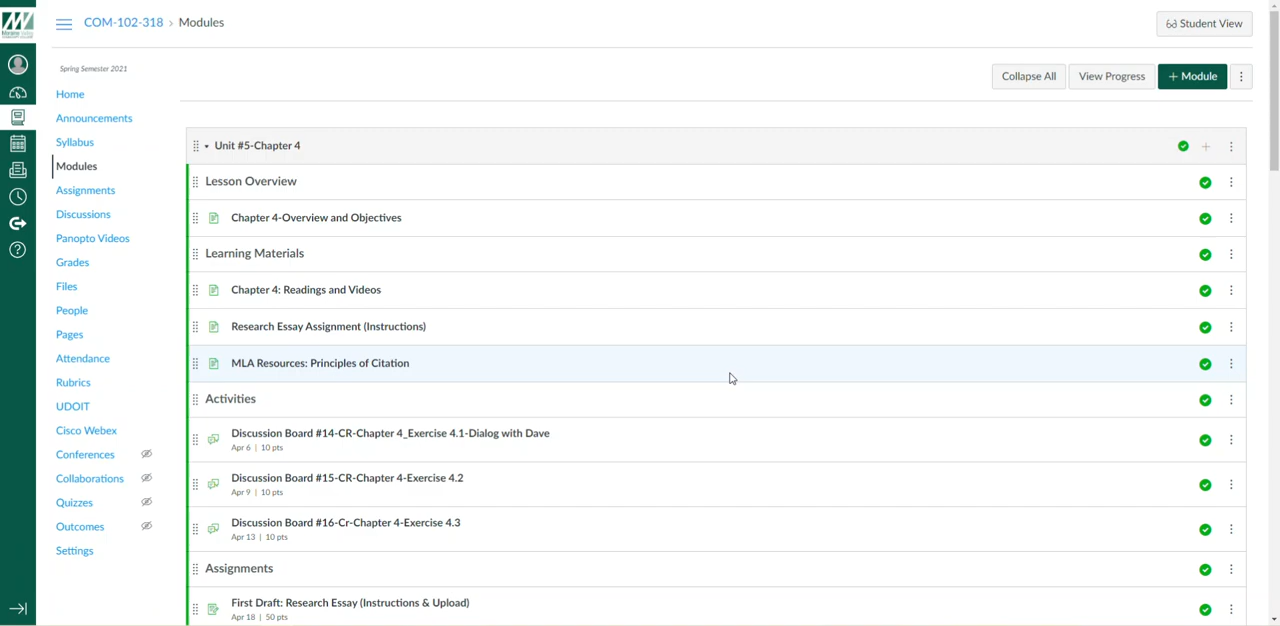 COM-102-318 › Modules
Student View
Spring Semester 2021
Collapse All
View Progress
+ Module
Home
Announcements
Syllabus
Modules
Assignments
Discussions
Panopto Videos
Grades
Files
People
Pages
Attendance
Rubrics
UDOIT
Cisco Webex
Conferences
Collaborations
Quizzes
Outcomes
Settings
Unit #5-Chapter 4
Lesson Overview
Chapter 4-Overview and Objectives
Learning Materials
Chapter 4: Readings and Videos
Research Essay Assignment (Instructions)
MLA Resources: Principles of Citation
Activities
Discussion Board #14-CR-Chapter 4_Exercise 4.1-Dialog with Dave
Apr 6 | 10 pts
Discussion Board #15-CR-Chapter 4-Exercise 4.2
Apr 9 | 10 pts
Discussion Board #16-Cr-Chapter 4-Exercise 4.3
Apr 13 | 10 pts
Assignments
First Draft: Research Essay (Instructions & Upload)
Apr 18 | 50 pts